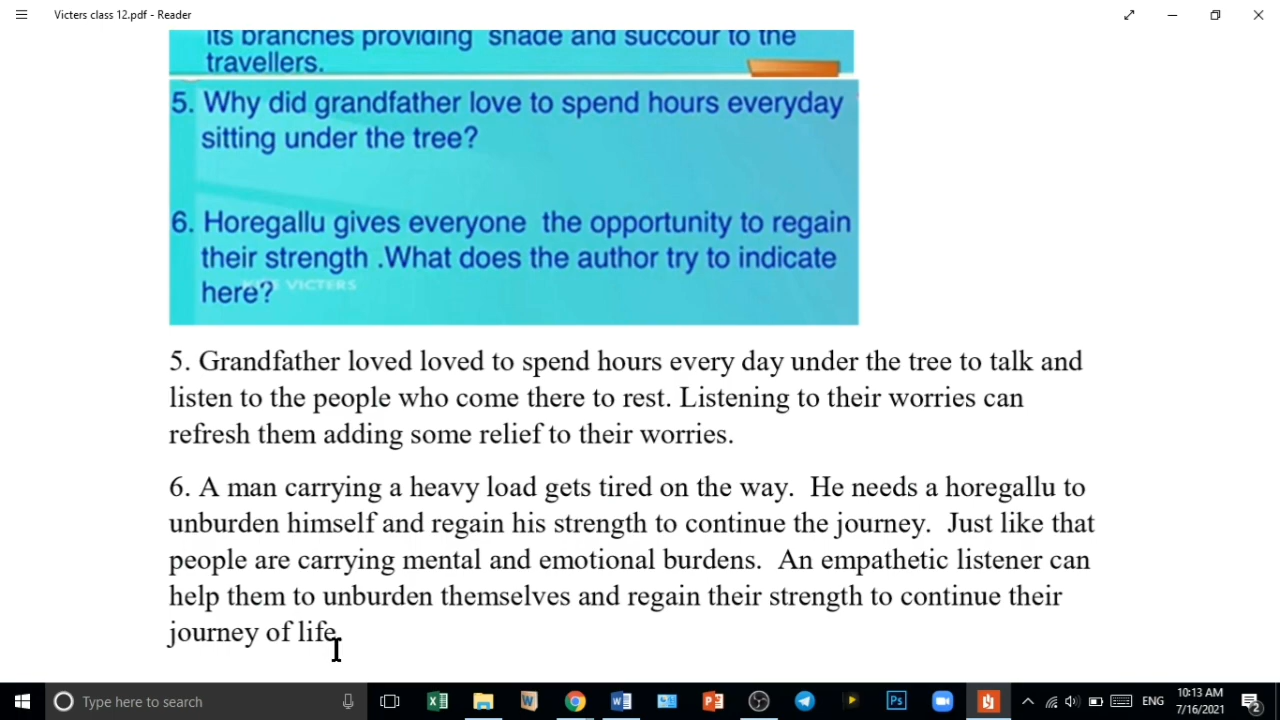 Victers class 12.pdf - Reader
its branches providing shade and succour to the
travellers.
5. Why did grandfather love to spend hours everyday
sitting under the tree?
6. Horegallu gives everyone the opportunity to regain
their strength .What does the author try to indicate
here?
VICTERS
5. Grandfather loved loved to spend hours every day under the tree to talk and
listen to the people who come there to rest. Listening to their worries can
refresh them adding some relief to their worries.
6. A man carrying a heavy load gets tired on the way. He needs a horegallu to
unburden himself and regain his strength to continue the journey. Just like that
people are carrying mental and emotional burdens. An empathetic listener can
help them to unburden themselves and regain their strength to continue their
journey of life.
Type here to search
ENG
10:13 AM
7/16/2021
2